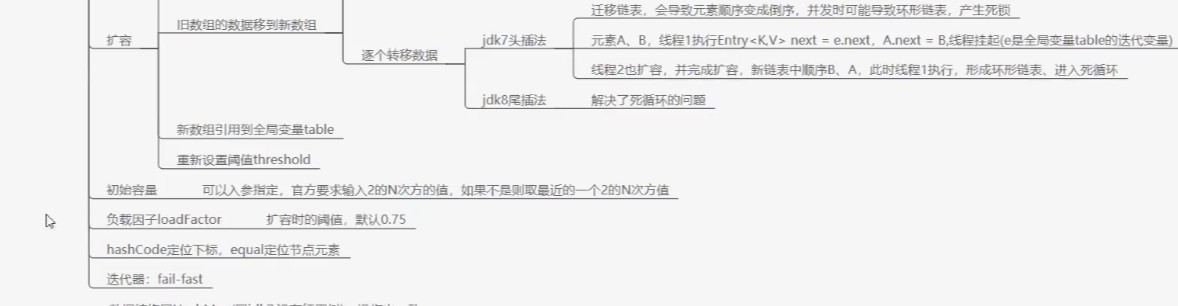 迁移链表，会导致元素顺序变成倒序，并发时可能导致环形链表，产生死锁
旧数组的数据移到新数组
扩容
jdk7头插法
元素A、B，线程1执行Entry<K,V> next = e.next，A.next = B,线程挂起(e是全局变量table的迭代变量)
逐个转移数据
线程2也扩容，并完成扩容，新链表中顺序B、A，此时线程1执行，形成环形链表、进入死循环
jdk8尾插法
解决了死循环的问题
新数组引用到全局变量table
重新设置阈值threshold
初始容量
可以入参指定，官方要求输入2的N次方的值，如果不是则取最近的一个2的N次方值
负载因子loadFactor
扩容时的阈值，默认0.75
hashCode定位下标，equal定位节点元素
迭代器：fail-fast